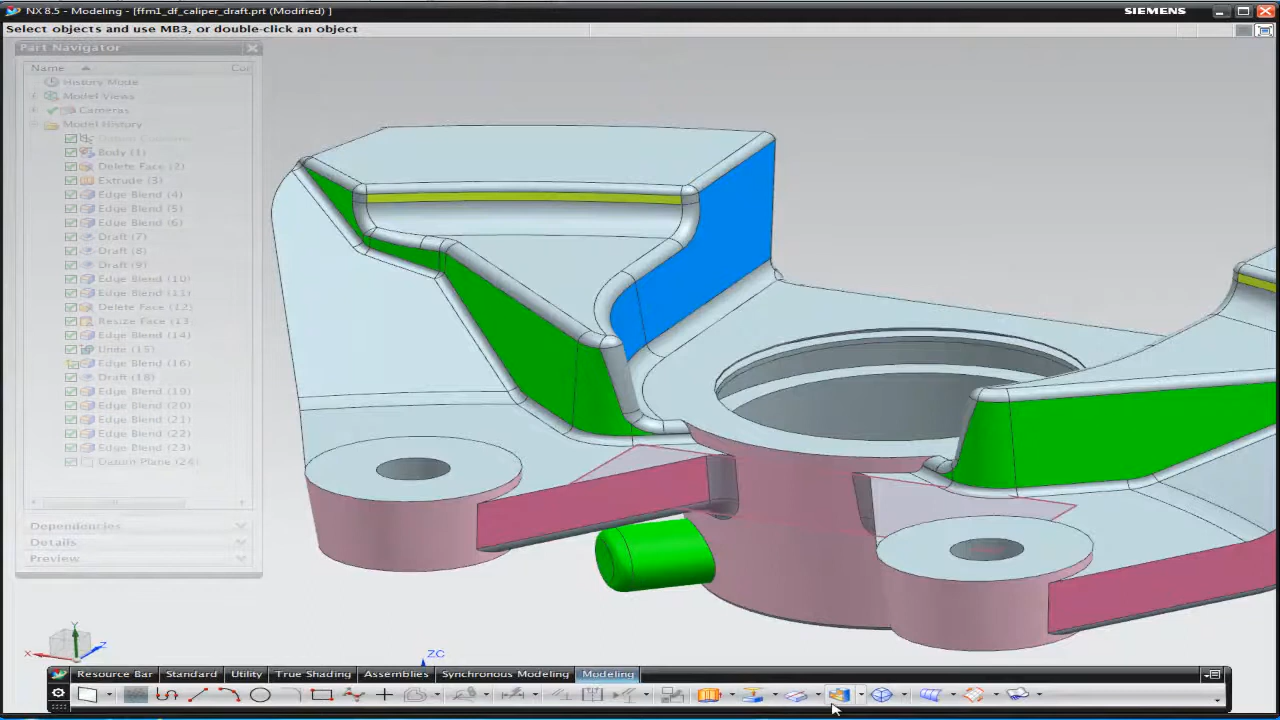 NX 8.5 - Modeling - [ffm1_df_caliper_draft.prt (Modified) ]
SIEMENS
Select objects and use MB3, or double-click an object
Part Navigator
Name
Cor
History Mode
Model Views
Cameras
Model History
Body (1)
Delete Face (2)
Extrude (3)
Edge Blend (4)
Edge Blend (5)
Edge Blend (6)
Draft (7)
Draft (8)
Draft (9)
Edge Blend (10)
Edge Blend (11)
Delete Face (12)
Resize Face (13
Edge Blend (14)
Unite (15)
Edge Blend (16)
Draft (18)
Edge Blend (19)
Edge Blend (20)
Edge Blend (21)
Edge Blend (22)
Edge Blend (23)
Datum Plane (24)
Dependencies
Details
Preview
Y
X
Z
ZC
Resource Bar
Standard
Utility
True Shading
Assemblies
Synchronous Modeling
Modeling